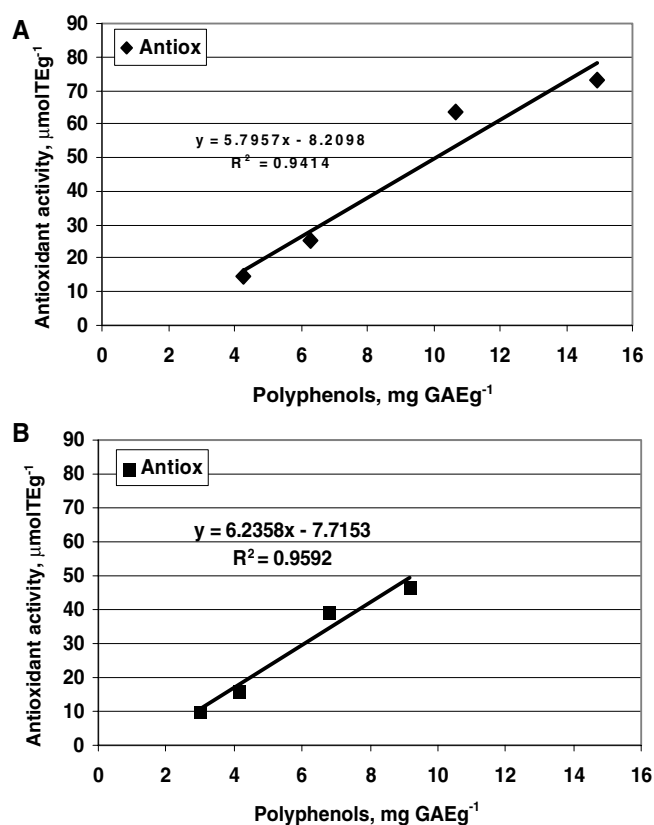 A
Antiox
y = 5.7957x - 8.2098
R² = 0.9414
90
80
70
60
50
40
30
20
10
0
Antioxidant activity, μmolTEg⁻¹
0 2 4 6 8 10 12 14 16
Polyphenols, mg GAEg⁻¹
B
Antiox
y = 6.2358x - 7.7153
R² = 0.9592
90
80
70
60
50
40
30
20
10
0
Antioxidant activity, μmolTEg⁻¹
0 2 4 6 8 10 12 14 16
Polyphenols, mg GAEg⁻¹